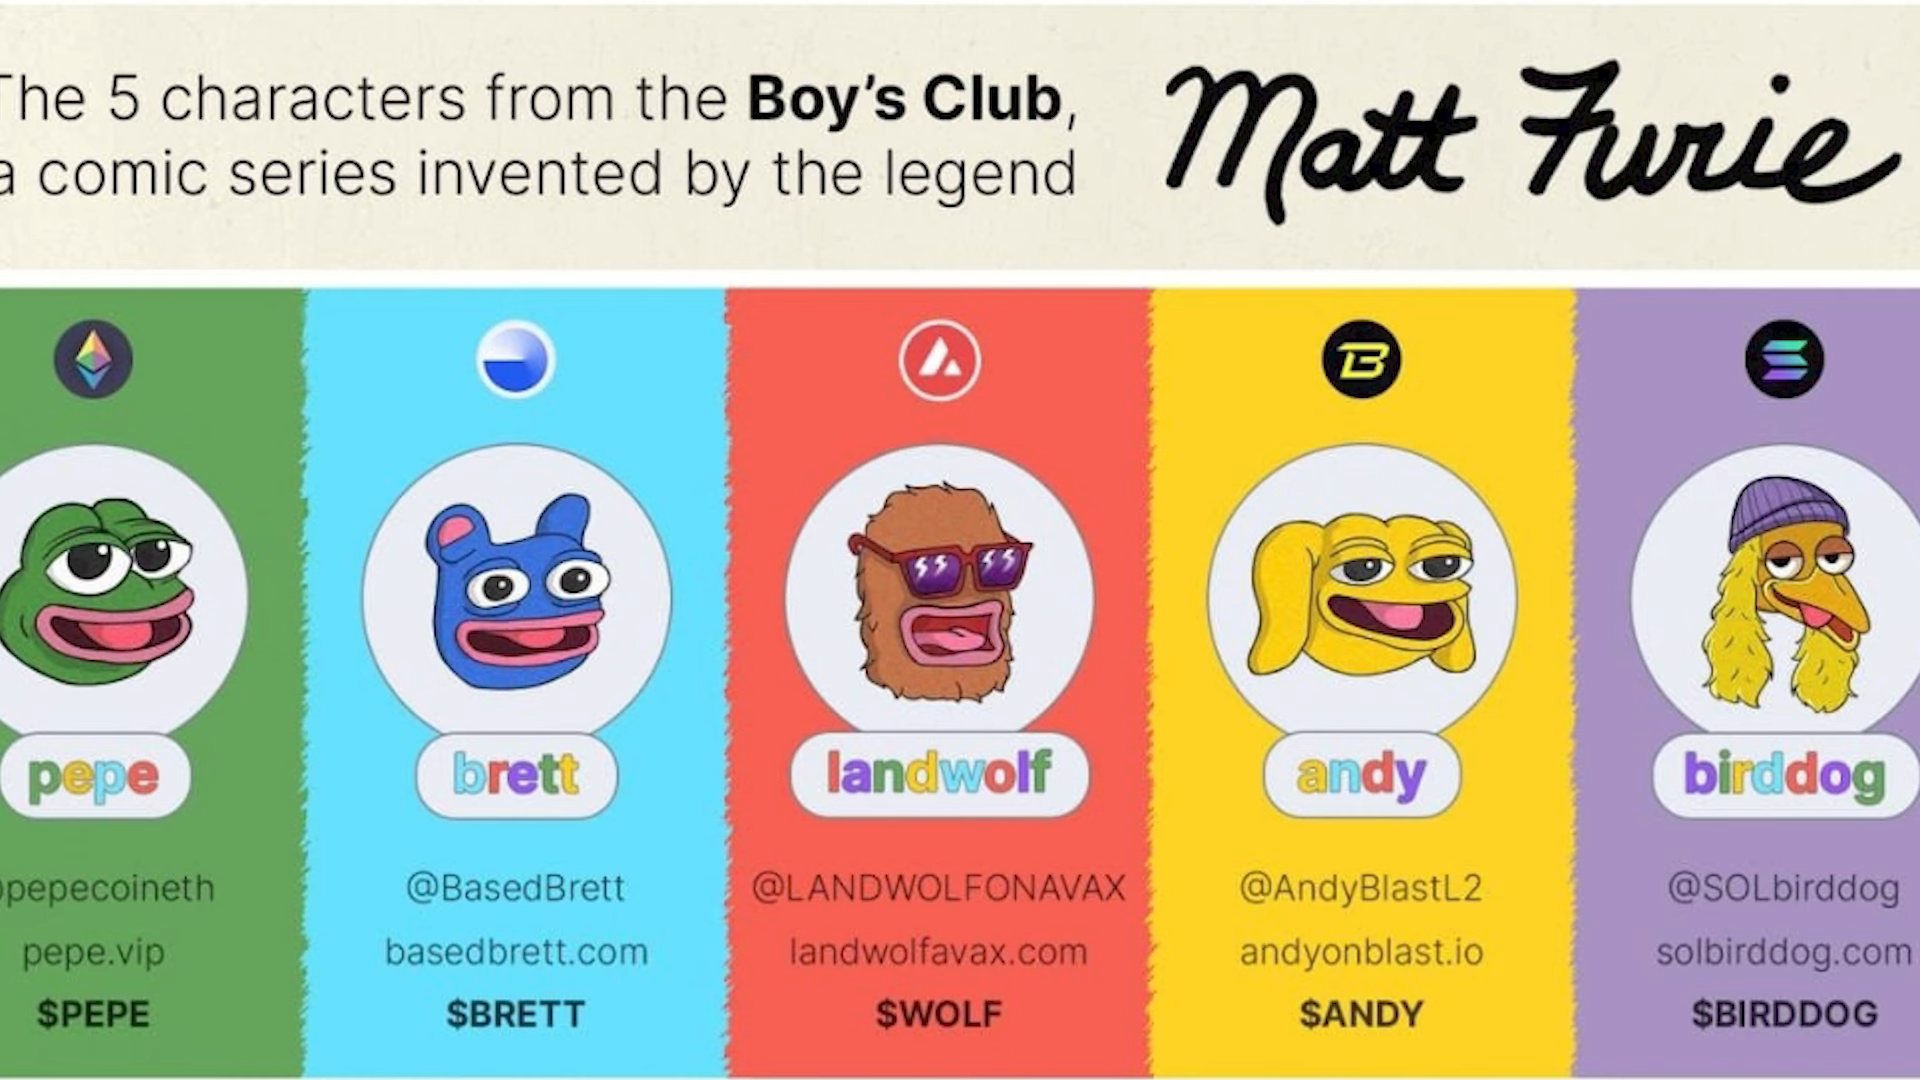 The 5 characters from the Boy's Club,
a comic series invented by the legend
Matt Furie
B
pepe
brett
landwolf
andy
birddog
@pepecoineth
@BasedBrett
@LANDWOLFONAVAX
@AndyBlastL2
@SOLbirddog
pepe.vip
basedbrett.com
landwolfavax.com
andyonblast.io
solbirddog.com
$PEPE
$BRETT
$WOLF
$ANDY
$BIRDDOG